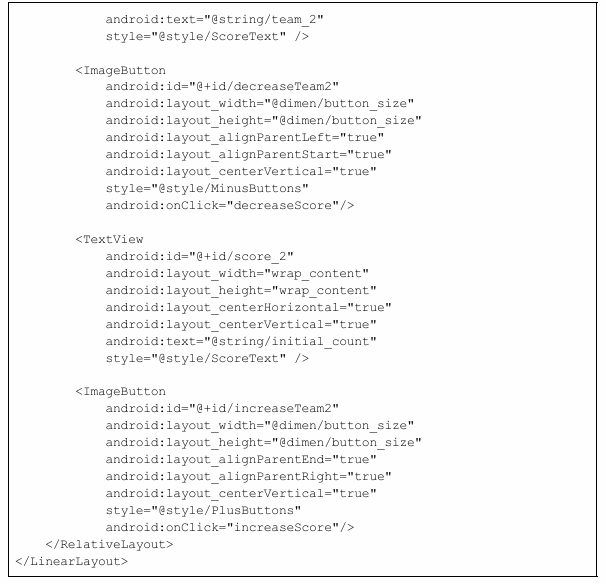 android:text="@string/team_2"
            style="@style/ScoreText" />

        <ImageButton
            android:id="@+id/decreaseTeam2"
            android:layout_width="@dimen/button_size"
            android:layout_height="@dimen/button_size"
            android:layout_alignParentLeft="true"
            android:layout_alignParentStart="true"
            android:layout_centerVertical="true"
            style="@style/MinusButtons"
            android:onClick="decreaseScore"/>

        <TextView
            android:id="@+id/score_2"
            android:layout_width="wrap_content"
            android:layout_height="wrap_content"
            android:layout_centerHorizontal="true"
            android:layout_centerVertical="true"
            android:text="@string/initial_count"
            style="@style/ScoreText" />

        <ImageButton
            android:id="@+id/increaseTeam2"
            android:layout_width="@dimen/button_size"
            android:layout_height="@dimen/button_size"
            android:layout_alignParentEnd="true"
            android:layout_alignParentRight="true"
            android:layout_centerVertical="true"
            style="@style/PlusButtons"
            android:onClick="increaseScore"/>
    </RelativeLayout>
</LinearLayout>